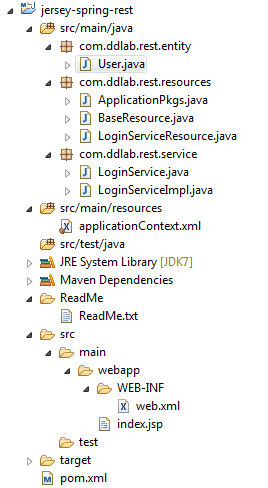 jersey-spring-rest
src/main/java
com.ddlab.rest.entity
User.java
com.ddlab.rest.resources
ApplicationPkgs.java
BaseResource.java
LoginServiceResource.java
com.ddlab.rest.service
LoginService.java
LoginServiceImpl.java
src/main/resources
applicationContext.xml
src/test/java
JRE System Library [JDK7]
Maven Dependencies
ReadMe
ReadMe.txt
src
main
webapp
WEB-INF
web.xml
index.jsp
test
target
pom.xml